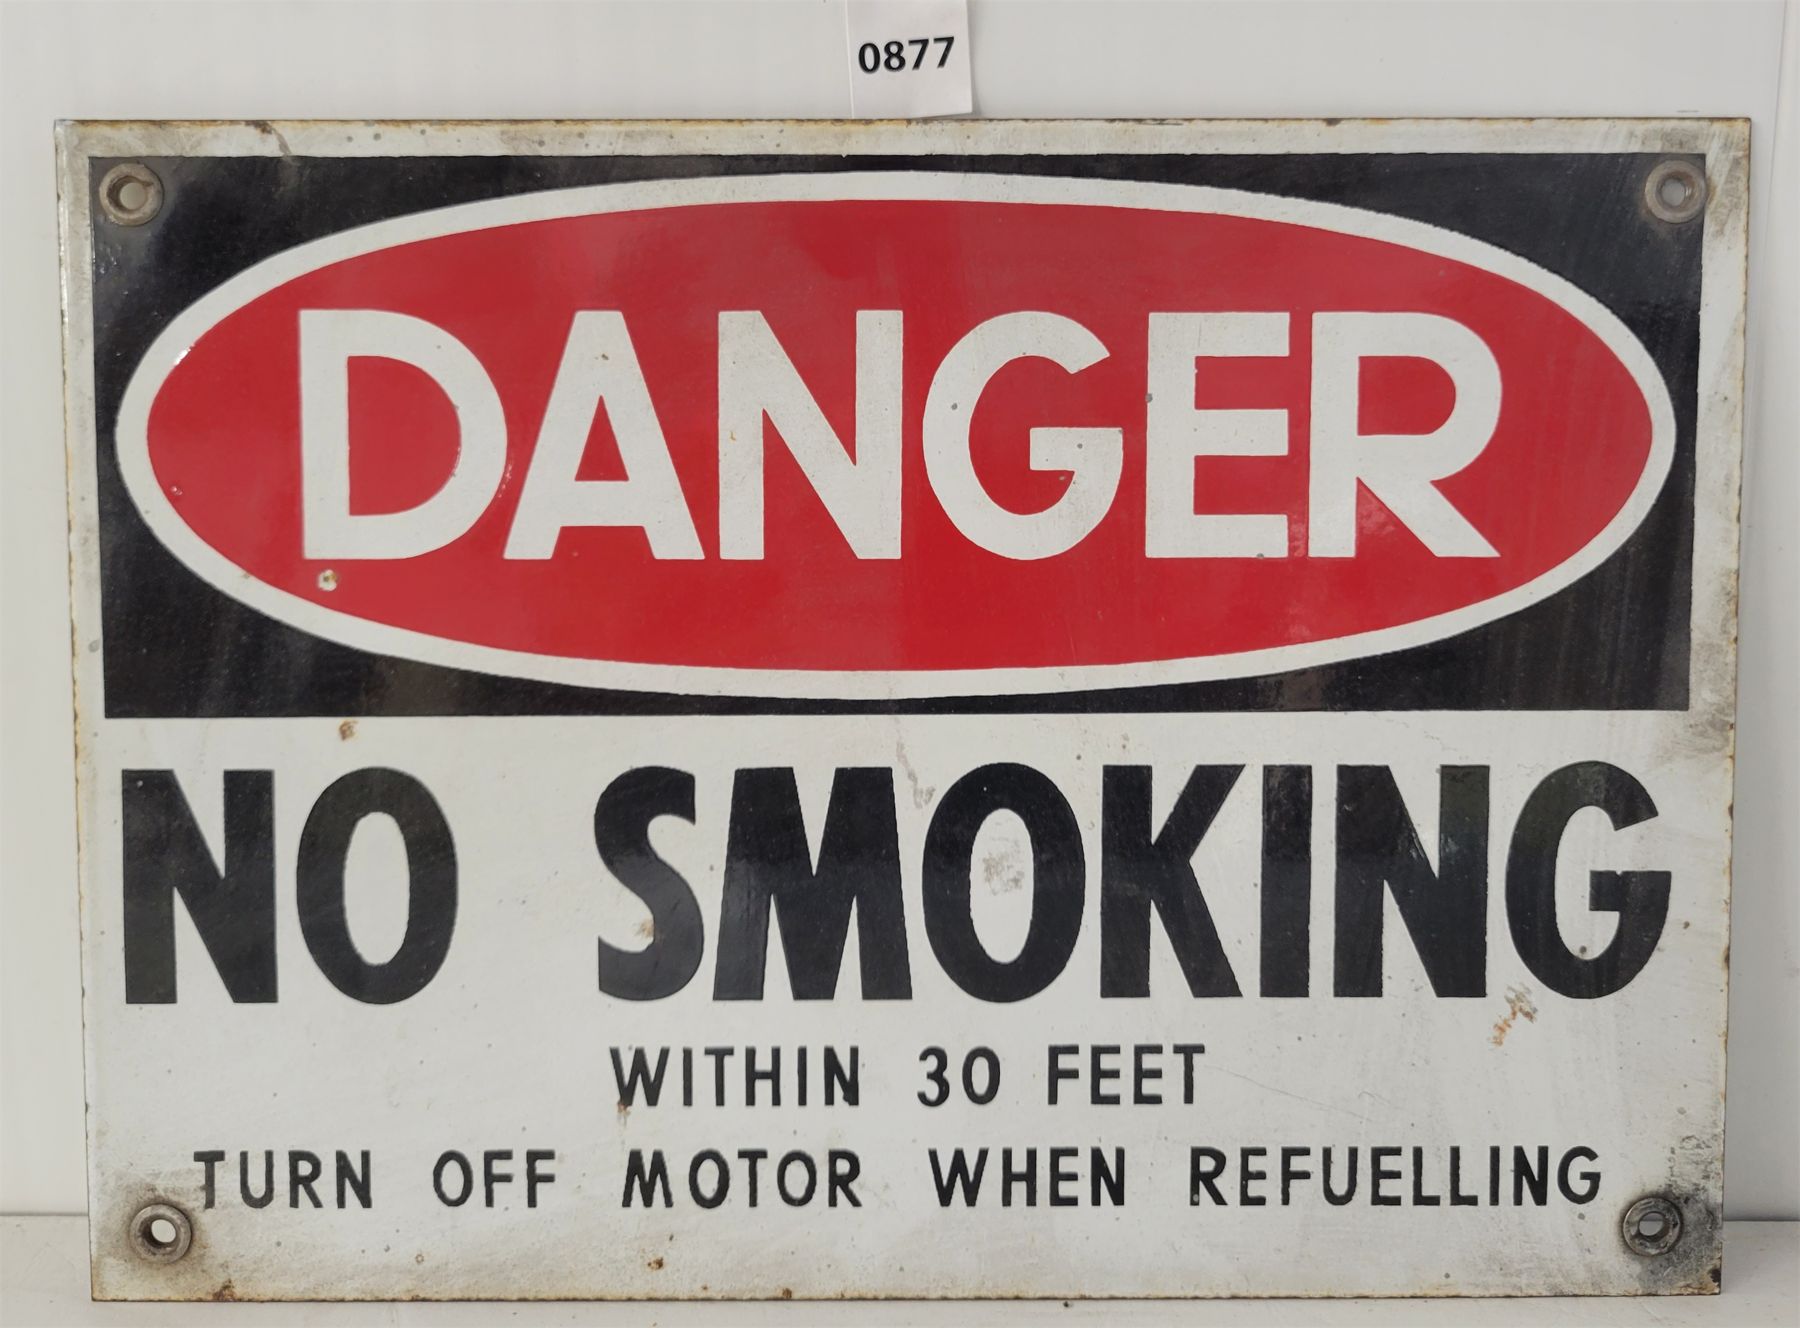 0877
DANGER
NO SMOKING
WITHIN 30 FEET
TURN OFF MOTOR WHEN REFUELLING